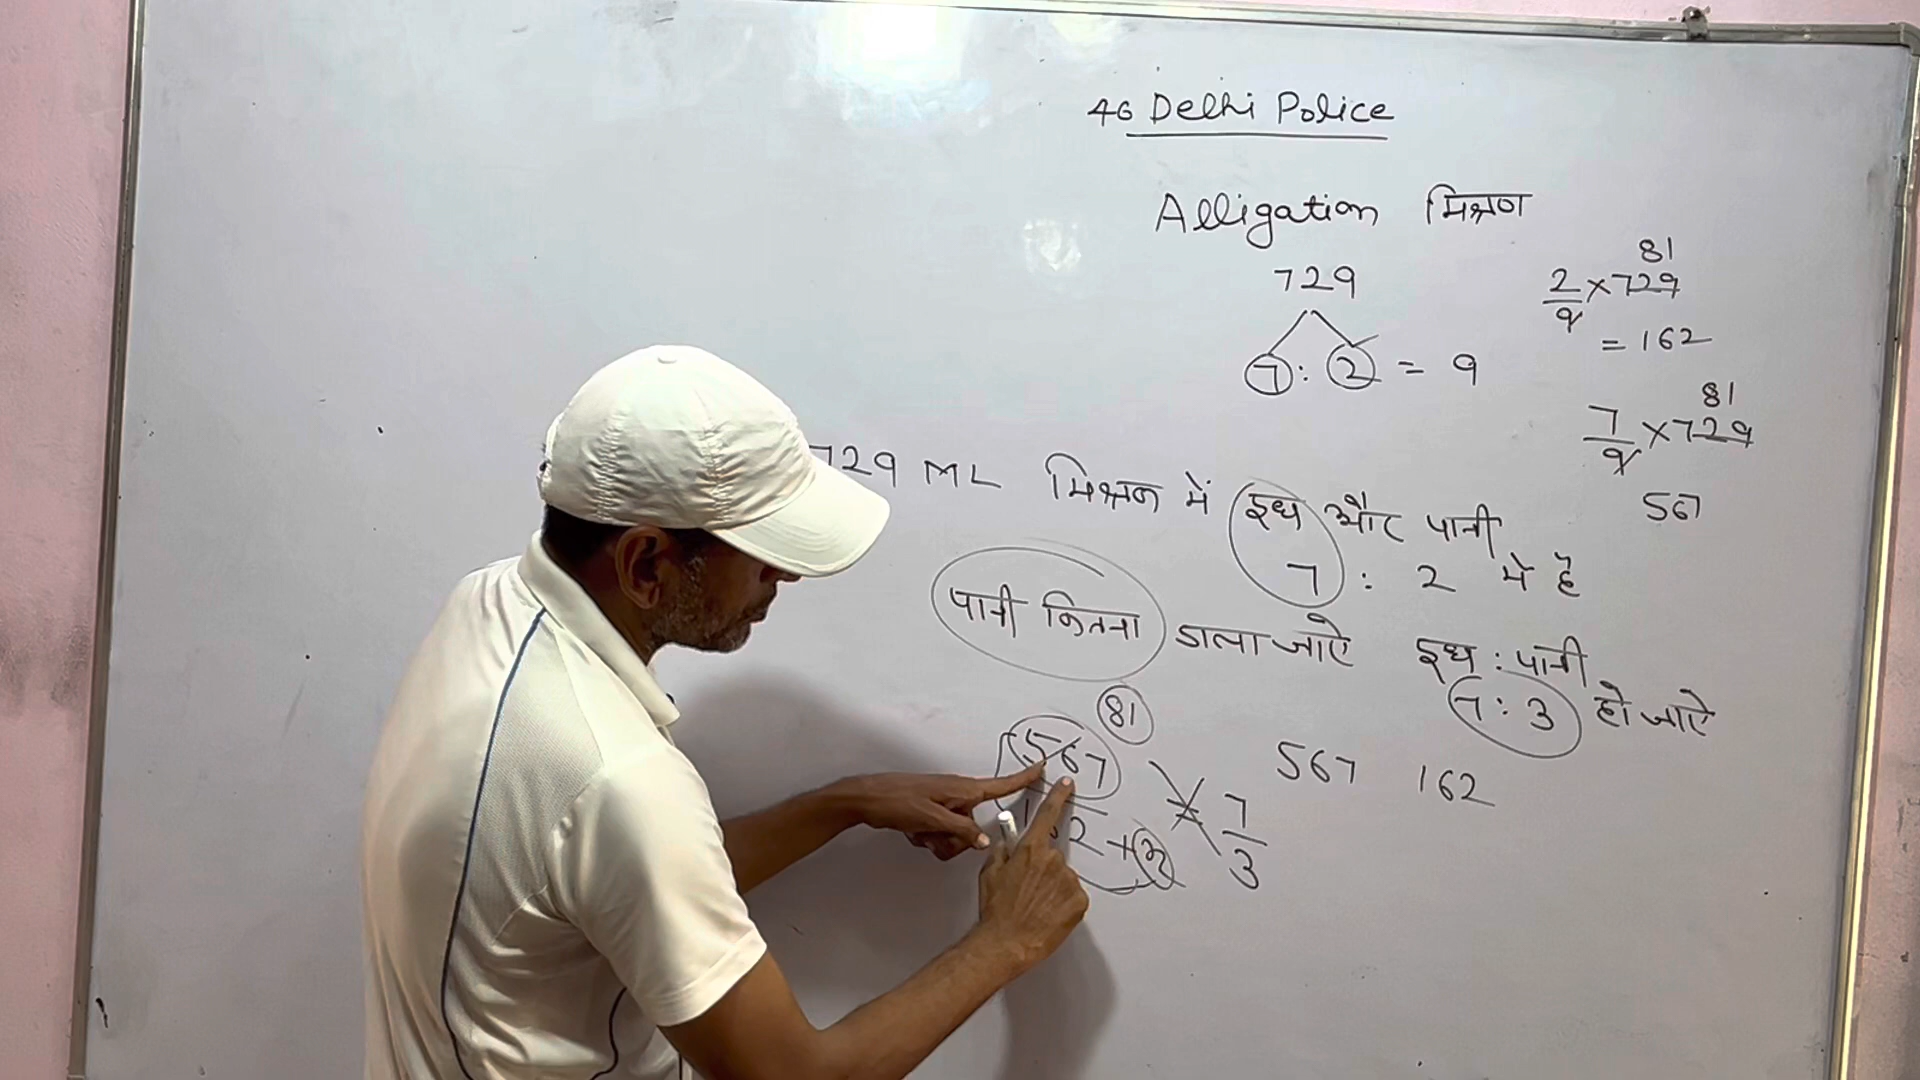 46 Delhi Police
Alligation मिश्रण
729
7 : 2 = 9
81
2/9 × 729
= 162
81
7/9 × 729
567
729 ML मिश्रण में दूध और पानी
7 : 2 में है
पानी कितना डाला जाऐ दूध : पानी
7 : 3 हो जाऐ
81
567
2 +
7/3
567 162